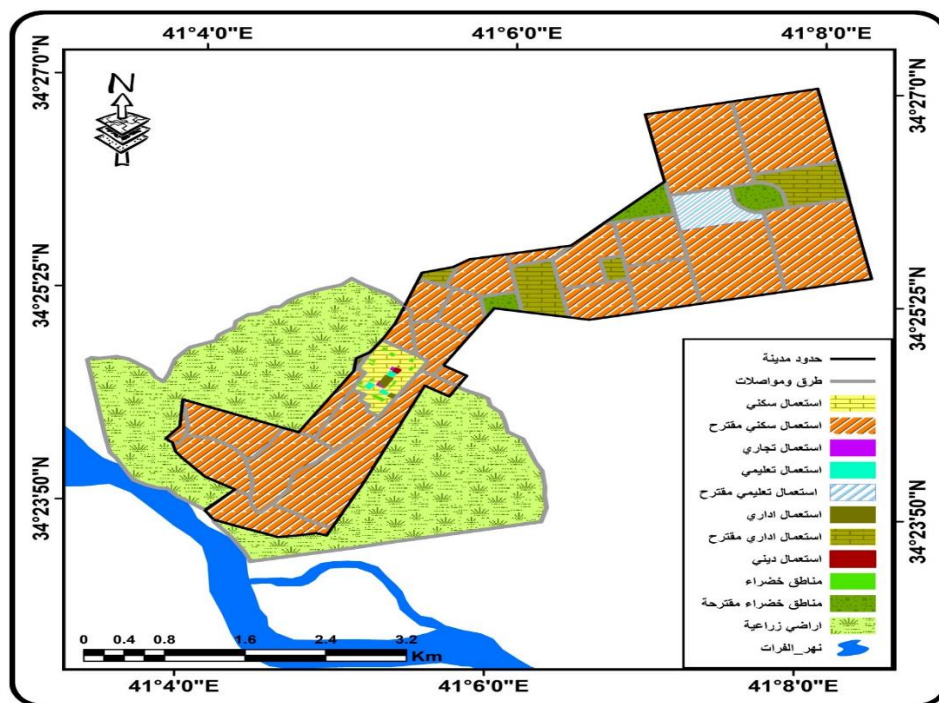 41°4'0"E 41°6'0"E 41°8'0"E
34°27'0"N
34°27'0"N
N
34°25'25"N
34°25'25"N
34°23'50"N
34°23'50"N
حدود مدينة
طرق ومواصلات
استعمال سكني
استعمال سكني مقترح
استعمال تجاري
استعمال تعليمي
استعمال تعليمي مقترح
استعمال اداري
استعمال اداري مقترح
استعمال ديني
مناطق خضراء
مناطق خضراء مقترحة
اراضي زراعية
نهر_الفرات
0 0.4 0.8 1.6 2.4 3.2
Km
41°4'0"E 41°6'0"E 41°8'0"E